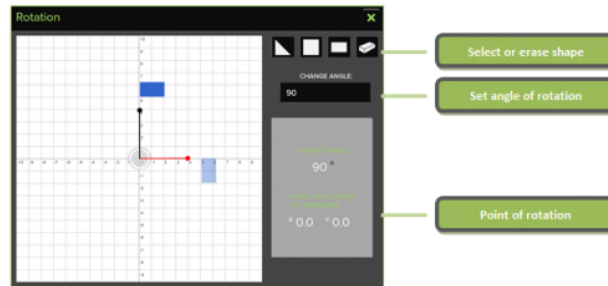 Rotation
×
Select or erase shape
CHANGE ANGLE:
90
Set angle of rotation
90°
X 0.0 Y 0.0
Point of rotation